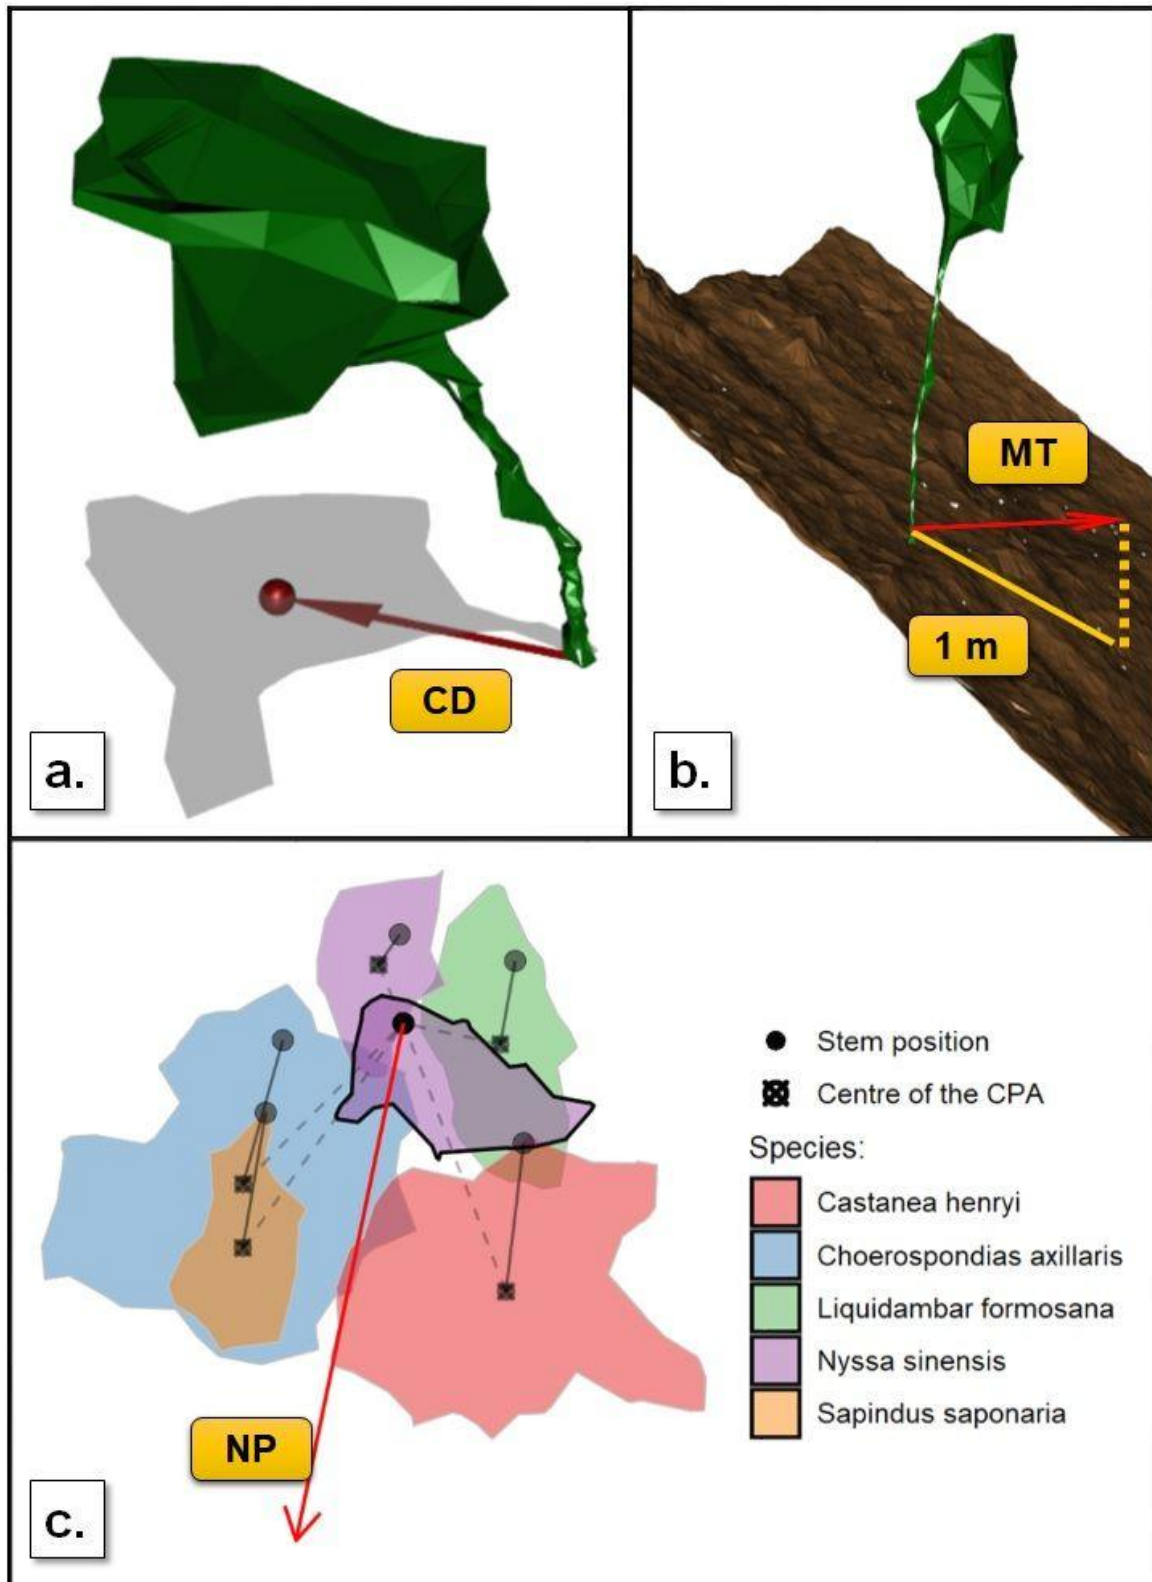 CD
a.
MT
1 m
b.
NP
c.
Stem position
Centre of the CPA
Species:
Castanea henryi
Choerospondias axillaris
Liquidambar formosana
Nyssa sinensis
Sapindus saponaria